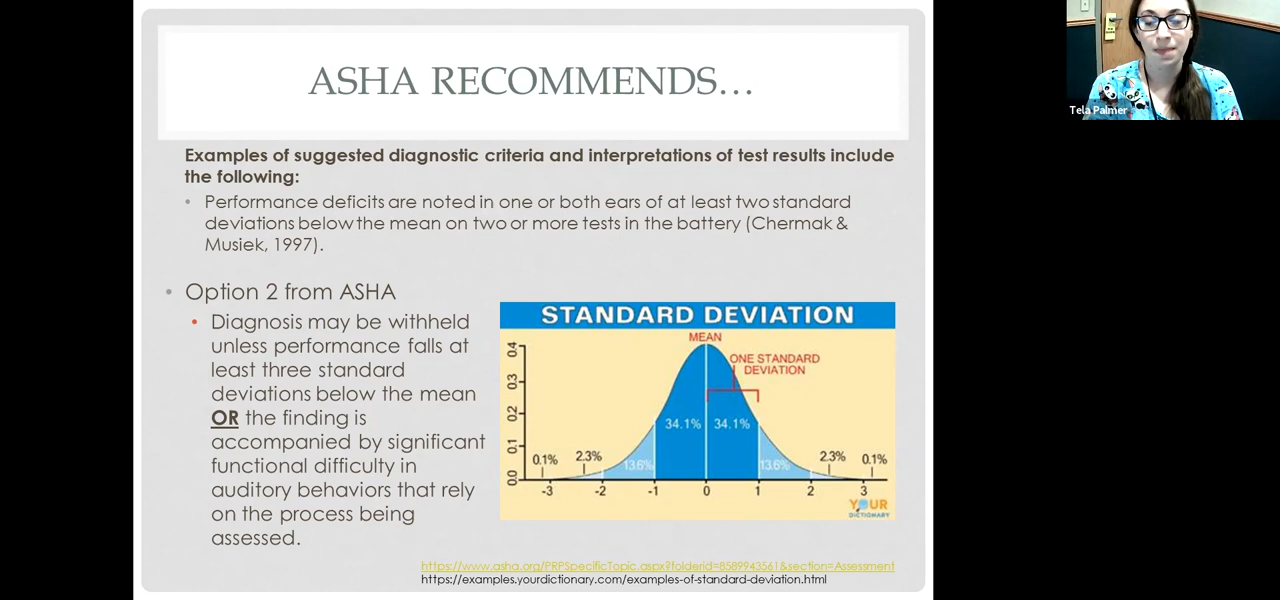 ASHA RECOMMENDS…
Examples of suggested diagnostic criteria and interpretations of test results include
the following:
• Performance deficits are noted in one or both ears of at least two standard
deviations below the mean on two or more tests in the battery (Chermak &
Musiek, 1997).
• Option 2 from ASHA
• Diagnosis may be withheld
unless performance falls at
least three standard
deviations below the mean
OR the finding is
accompanied by significant
functional difficulty in
auditory behaviors that rely
on the process being
assessed.
STANDARD DEVIATION
MEAN
ONE STANDARD
DEVIATION
0.4
0.3
0.2
0.1
0.0
34.1% 34.1%
0.1% 2.3% 13.6% 13.6% 2.3% 0.1%
-3 -2 -1 0 1 2 3
YOUR
DICTIONARY
https://www.asha.org/PRPSpecificTopic.aspx?folderid=8589943561&section=Assessment
https://examples.yourdictionary.com/examples-of-standard-deviation.html
Tela Palmer